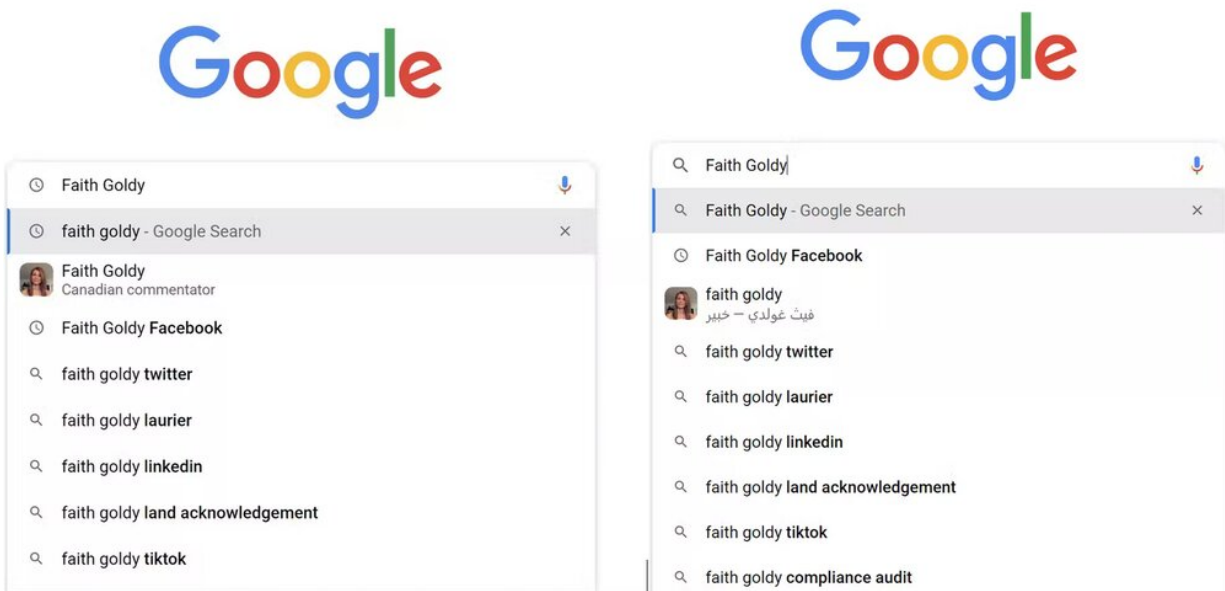 Google
Faith Goldy
faith goldy - Google Search
Faith Goldy
Canadian commentator
Faith Goldy Facebook
faith goldy twitter
faith goldy laurier
faith goldy linkedin
faith goldy land acknowledgement
faith goldy tiktok
Google
Faith Goldy
Faith Goldy - Google Search
Faith Goldy Facebook
faith goldy
فيث غولدي – خبير
faith goldy twitter
faith goldy laurier
faith goldy linkedin
faith goldy land acknowledgement
faith goldy tiktok
faith goldy compliance audit